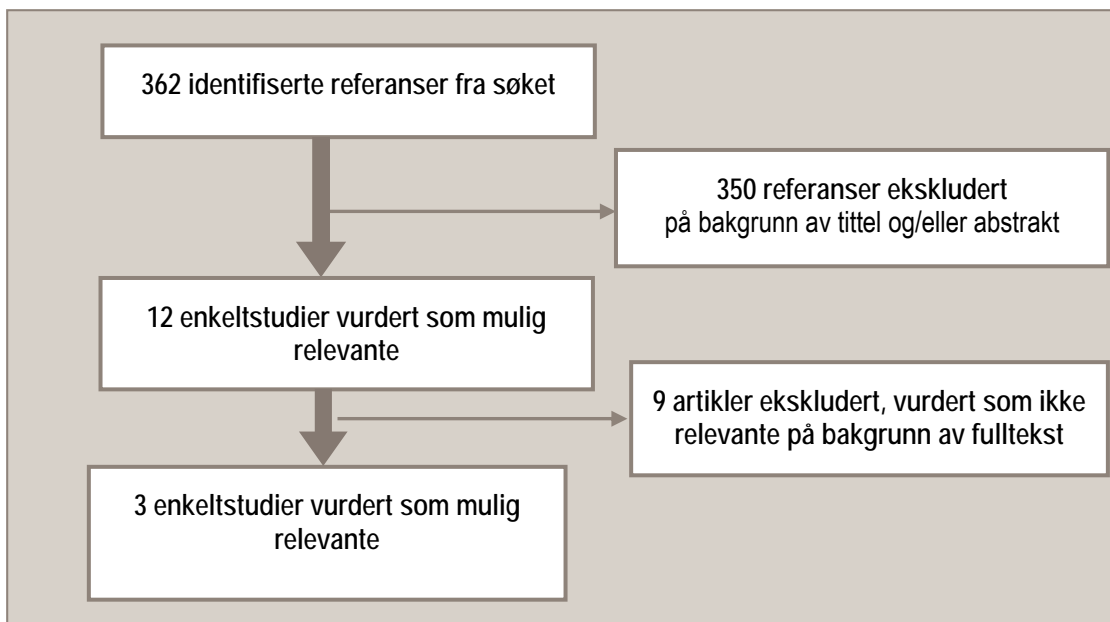 362 identifiserte referanser fra søket
350 referanser ekskludert
på bakgrunn av tittel og/eller abstrakt
12 enkeltstudier vurdert som mulig
relevante
9 artikler ekskludert, vurdert som ikke
relevante på bakgrunn av fulltekst
3 enkeltstudier vurdert som mulig
relevante